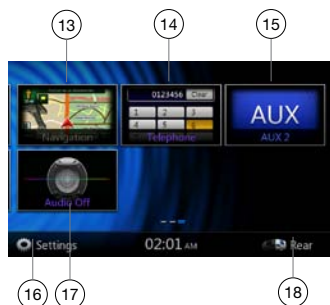 13
14
15
0123456 Clear
1 2 3
4 5 6
AUX
Navigation
Telephone
AUX 2
Audio Off
Settings
02:01 AM
Rear
16
17
18